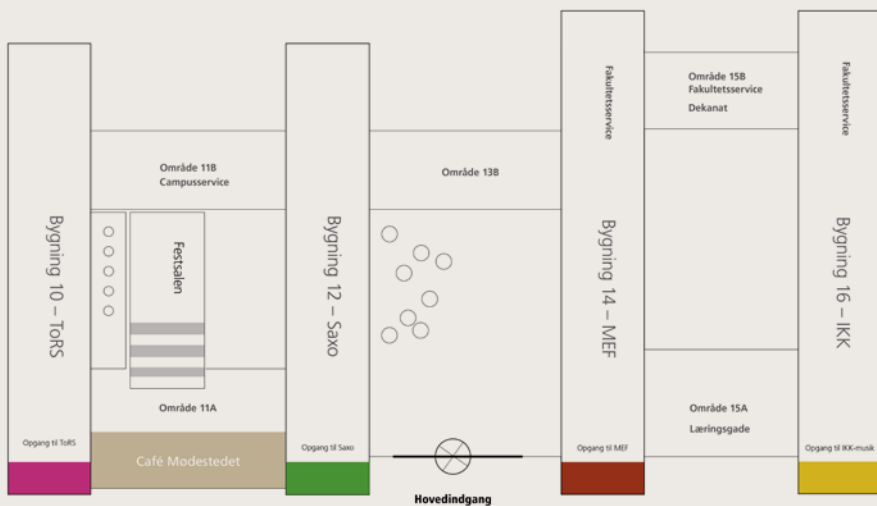 Bygning 10 – ToRS
Opgang til ToRS
Område 11B
Campusservice
Festsalen
Område 11A
Café Mødestedet
Bygning 12 – Saxo
Opgang til Saxo
Område 13B
Hovedindgang
Fakultetsservice
Bygning 14 – MEF
Opgang til MEF
Område 15B
Fakultetsservice
Dekanat
Område 15A
Læringsgade
Fakultetsservice
Bygning 16 – IKK
Opgang til IKK-musik